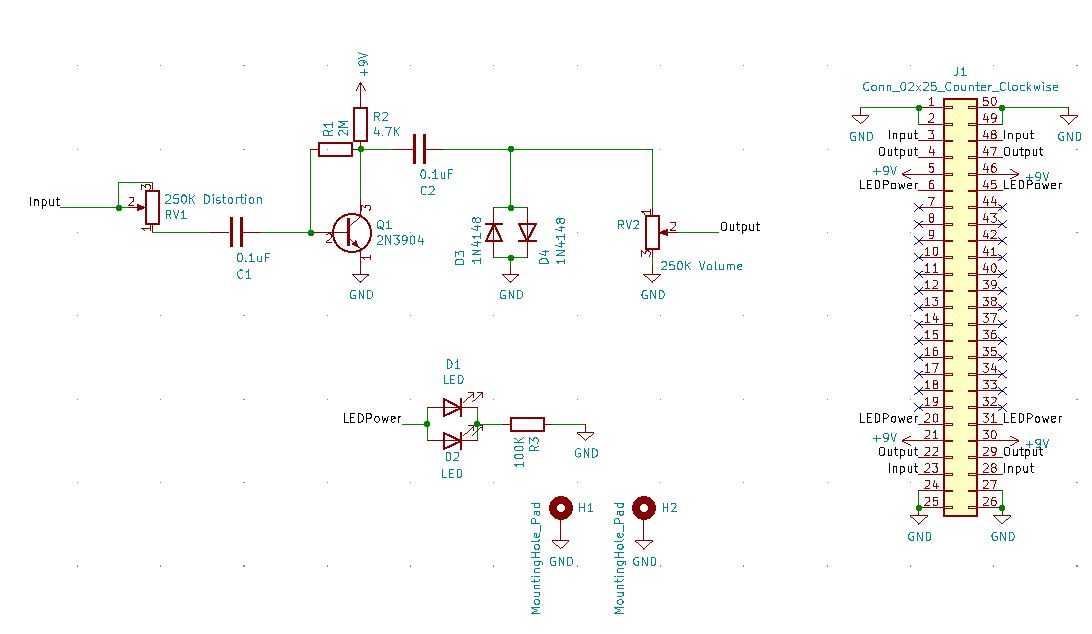 +9V
R1
2M
R2
4.7K
0.1uF
C2
Input
2
3
1
250K Distortion
RV1
0.1uF
C1
2
3
1
Q1
2N3904
GND
D3
1N4148
D4
1N4148
GND
RV2
1
2
3
Output
250K Volume
GND
D1
LED
LEDPower
D2
LED
100K
R3
GND
MountingHole_Pad
H1
GND
MountingHole_Pad
H2
GND
J1
Conn_02x25_Counter_Clockwise
GND
1 50
GND
2 49
Input 3 48 Input
Output 4 47 Output
+9V 5 46 +9V
LEDPower 6 45 LEDPower
7 44
8 43
9 42
10 41
11 40
12 39
13 38
14 37
15 36
16 35
17 34
18 33
19 32
LEDPower 20 31 LEDPower
+9V 21 30 +9V
Output 22 29 Output
Input 23 28 Input
24 27
25 26
GND GND